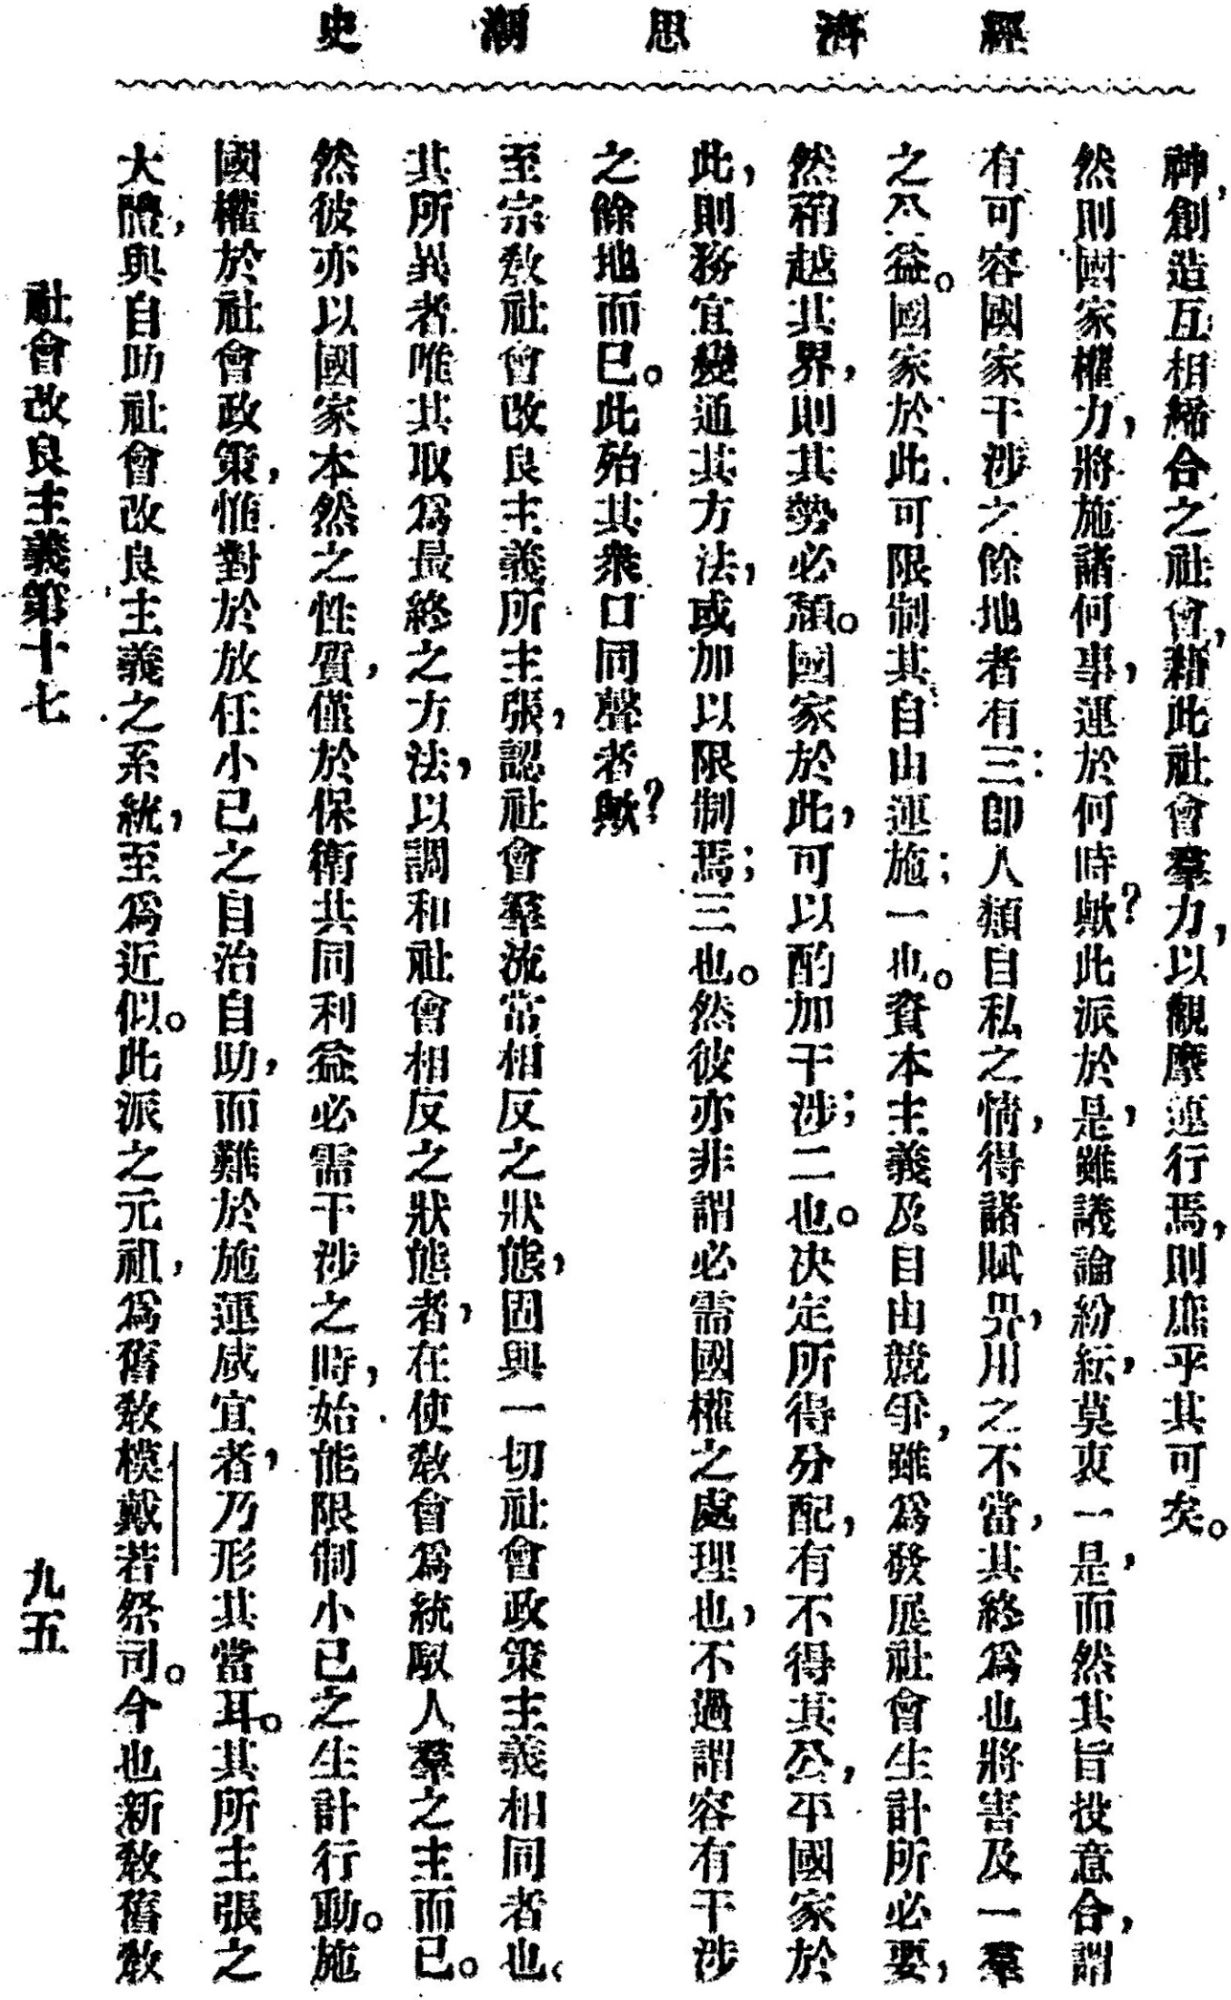 經濟思潮史
神,創造互相締合之社會,藉此社會羣力,以觀摩運行焉,則庶乎其可矣。
然則國家權力,將施諸何事,運於何時歟?此派於是,雖議論紛紜,莫衷一是,而然其旨投意合,謂
有可容國家干涉之餘地者有三:卽人類自私之情,得諸賦畀,用之不當,其終爲也將害及一羣
之公益。國家於此可限制其自由運施;一也。資本主義及自由競爭,雖爲發展社會生計所必要,
然稍越其界,則其勢必頹。國家於此,可以酌加干涉;二也。決定所得分配,有不得其公,平國家於
此,則務宜變通其方法,或加以限制焉;三也。然彼亦非謂必需國權之處理也,不過謂容有干涉
之餘地而已。此殆其衆口同聲者歟?
至宗敎社會改良主義所主張,認社會羣流當相反之狀態,固與一切社會政策主義相同者也、
其所異者唯其取爲最終之方法,以調和社會相反之狀態者,在使敎會爲統馭人羣之主而已。
然彼亦以國家本然之性質,僅於保衛共同利益必需干涉之時,始能限制小已之生計行動。施
國權於社會政策,惟對於放任小已之自治自助,而難於施運咸宜者,乃形其當耳。其所主張之
大體,與自助社會改良主義之系統,至爲近似。此派之元祖,爲舊敎模戴若祭司。今也新敎舊敎
社會改良主義第十七
九五